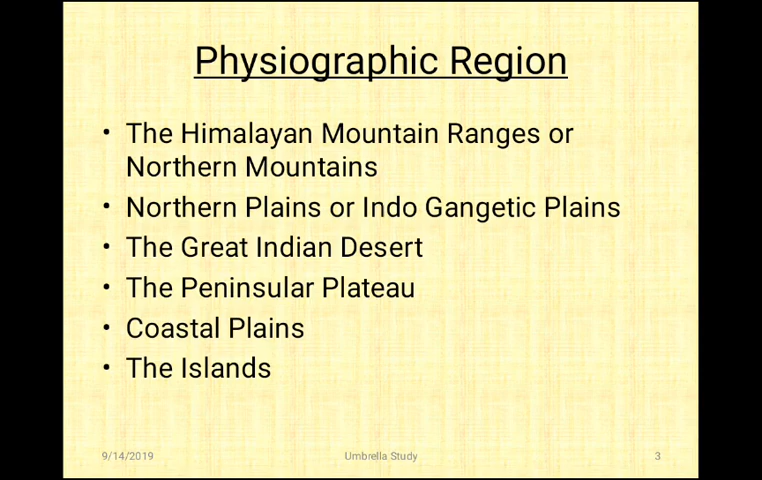 Physiographic Region
• The Himalayan Mountain Ranges or
Northern Mountains
• Northern Plains or Indo Gangetic Plains
• The Great Indian Desert
• The Peninsular Plateau
• Coastal Plains
• The Islands
9/14/2019 Umbrella Study 3